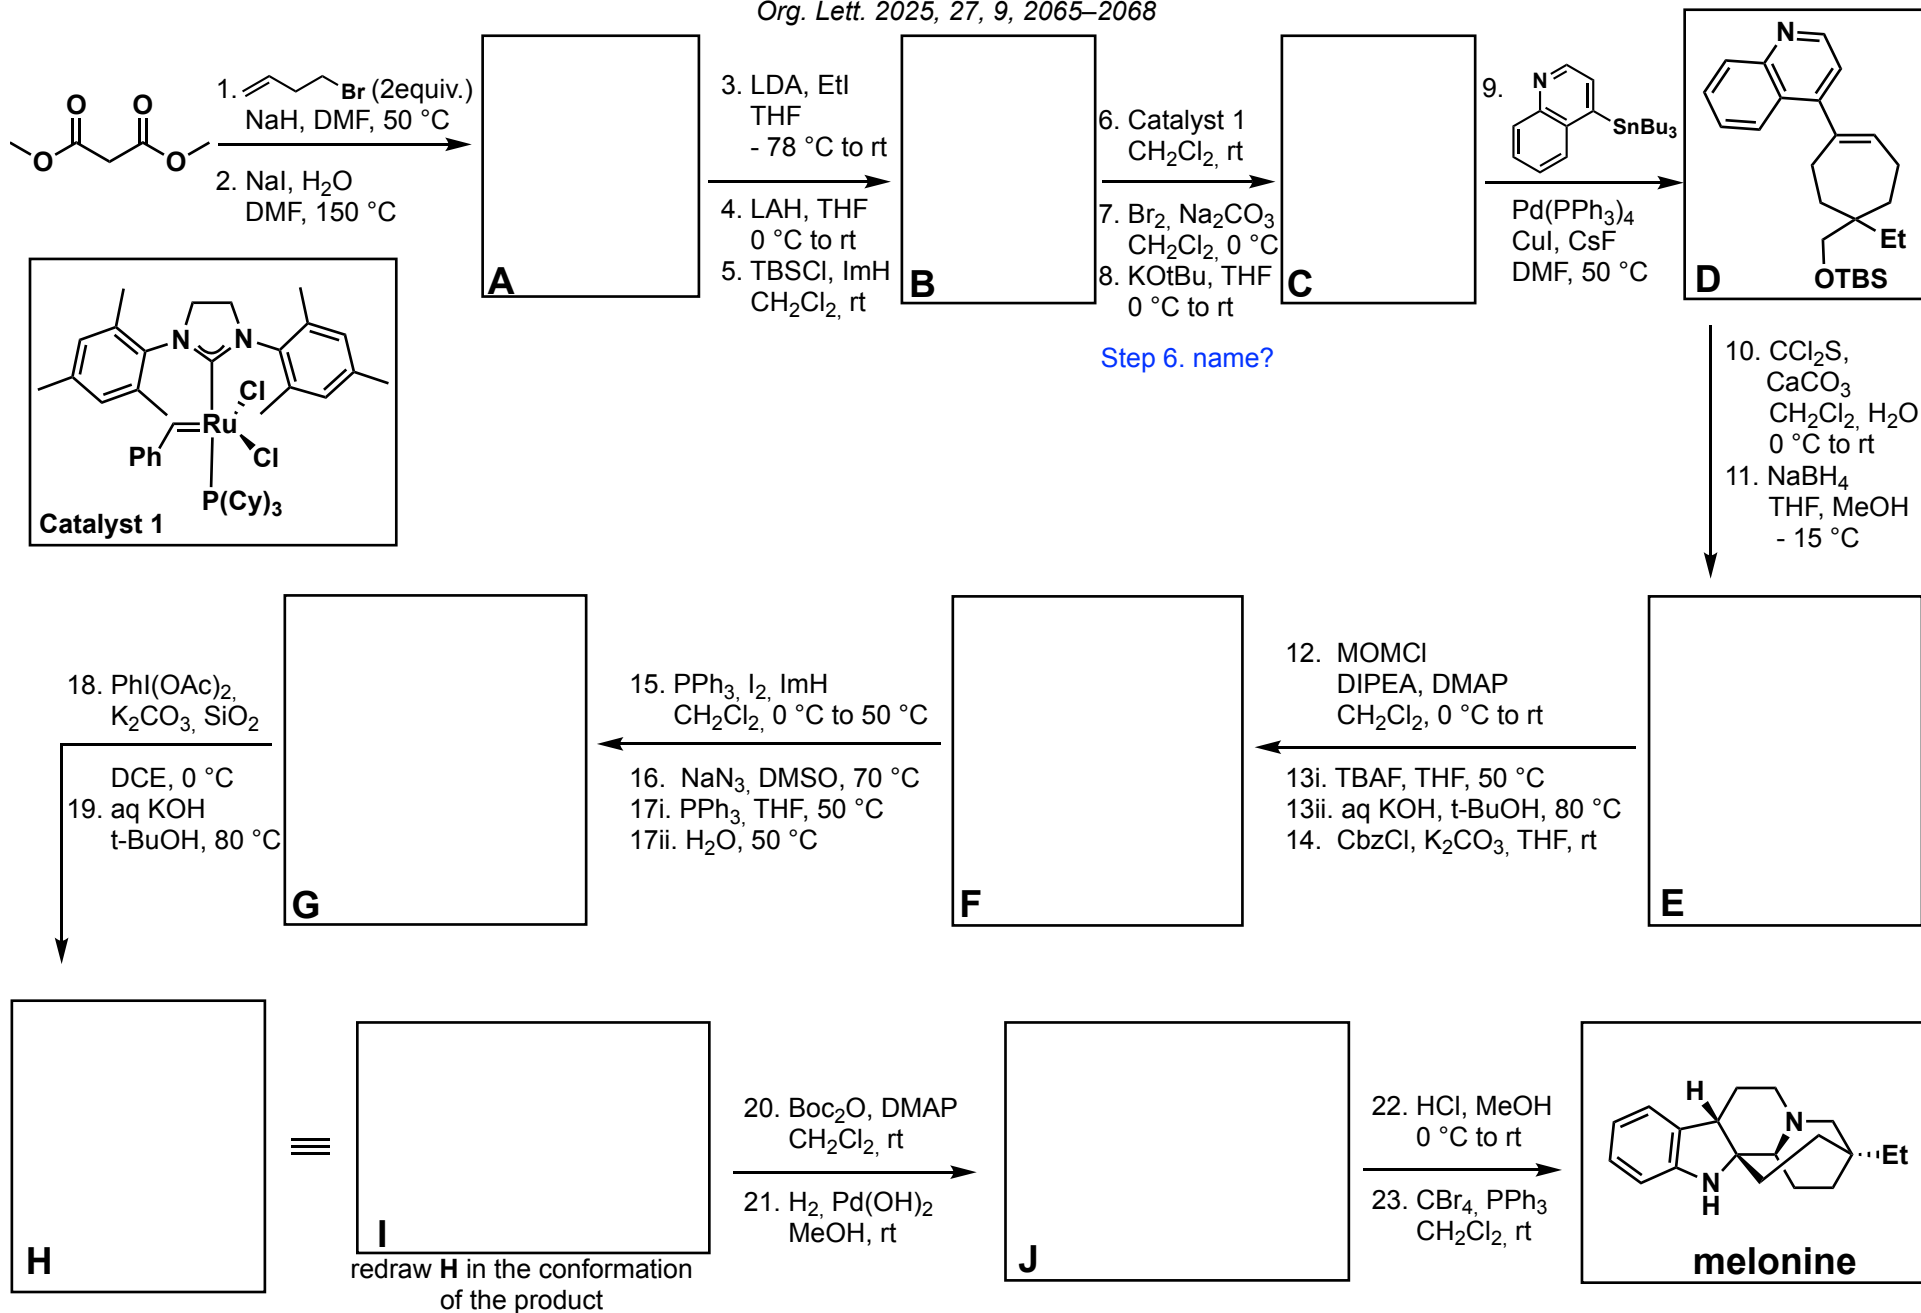 Org. Lett. 2025, 27, 9, 2065–2068
O O
O O
1. Br (2equiv.)
NaH, DMF, 50 °C
2. NaI, H2O
DMF, 150 °C
A
3. LDA, EtI
THF
- 78 °C to rt
4. LAH, THF
0 °C to rt
5. TBSCl, ImH
CH2Cl2, rt
B
6. Catalyst 1
CH2Cl2, rt
7. Br2, Na2CO3
CH2Cl2, 0 °C
8. KOtBu, THF
0 °C to rt
Step 6. name?
C
9.
N
SnBu3
Pd(PPh3)4
CuI, CsF
DMF, 50 °C
N
Et
OTBS
D
N N
Cl
Ru
Ph
Cl
P(Cy)3
Catalyst 1
10. CCl2S,
CaCO3
CH2Cl2, H2O
0 °C to rt
11. NaBH4
THF, MeOH
- 15 °C
E
12. MOMCl
DIPEA, DMAP
CH2Cl2, 0 °C to rt
13i. TBAF, THF, 50 °C
13ii. aq KOH, t-BuOH, 80 °C
14. CbzCl, K2CO3, THF, rt
F
15. PPh3, I2, ImH
CH2Cl2, 0 °C to 50 °C
16. NaN3, DMSO, 70 °C
17i. PPh3, THF, 50 °C
17ii. H2O, 50 °C
G
18. PhI(OAc)2,
K2CO3, SiO2
DCE, 0 °C
19. aq KOH
t-BuOH, 80 °C
H
I
redraw H in the conformation
of the product
20. Boc2O, DMAP
CH2Cl2, rt
21. H2, Pd(OH)2
MeOH, rt
J
22. HCl, MeOH
0 °C to rt
23. CBr4, PPh3
CH2Cl2, rt
H
N
Et
N
H
melonine